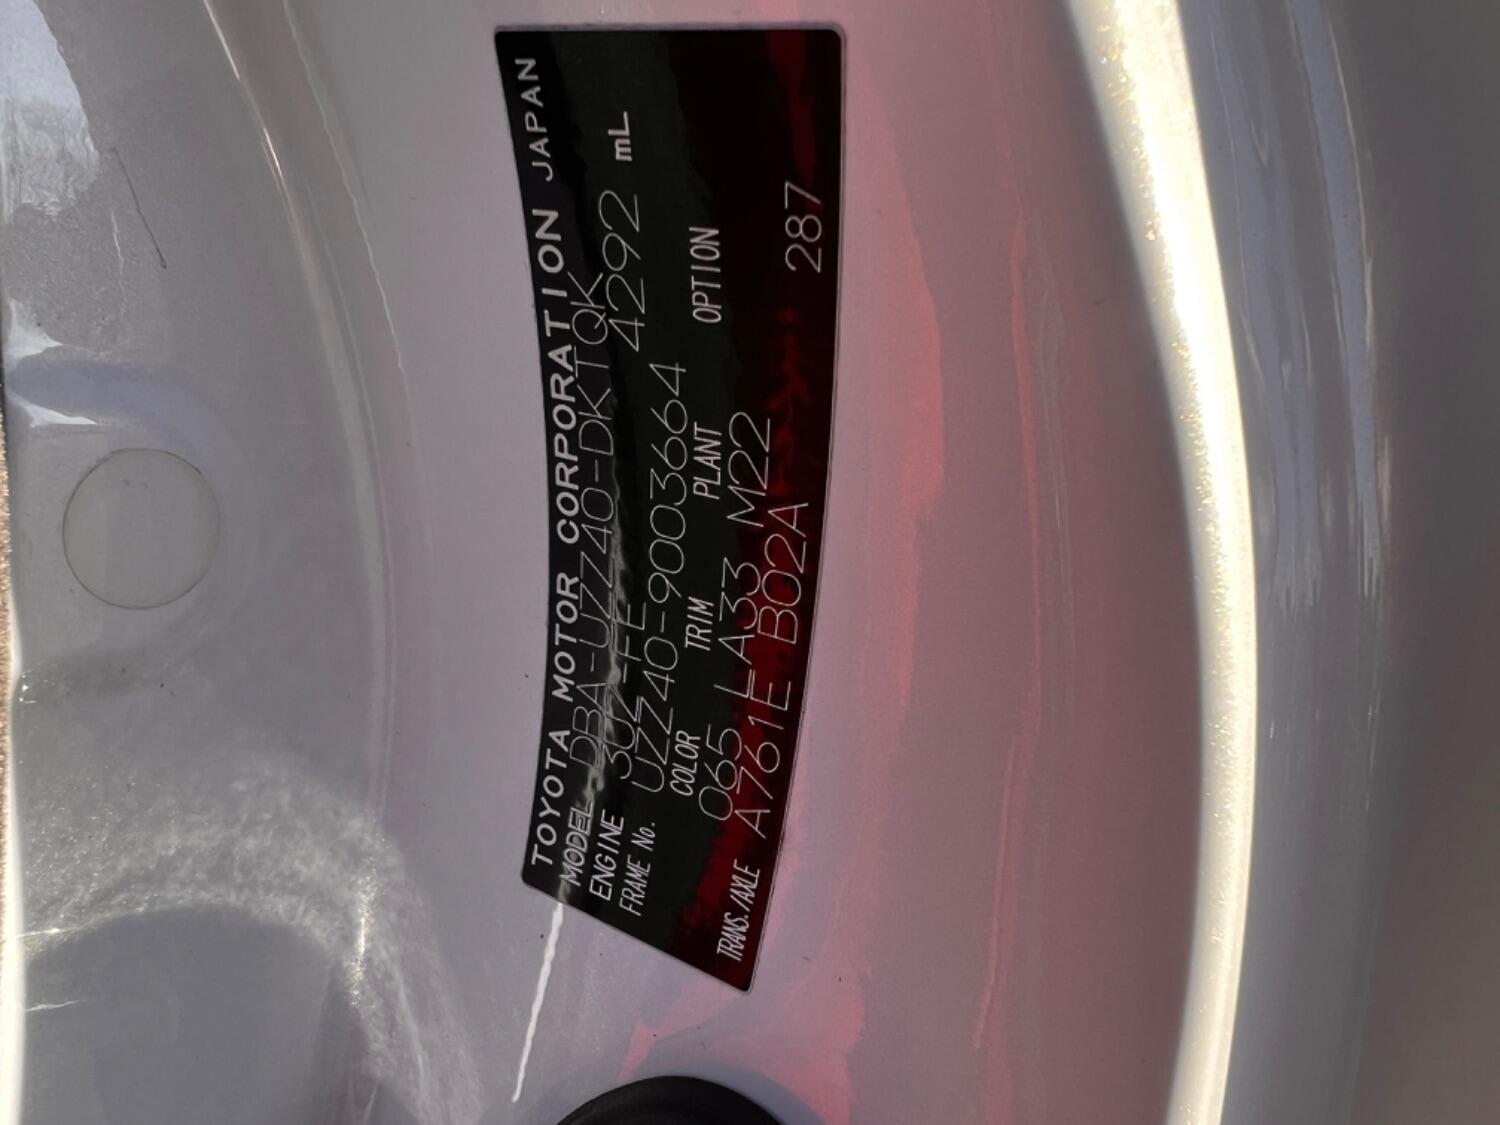 TOYOTA MOTOR CORPORATION JAPAN
MODEL DBA-UZZ40-DKTQK
ENGINE 3UZ-FE 4292 mL
FRAME No. UZZ40-9003664
COLOR TRIM PLANT OPTION
065 LA33 M22
TRANS./AXLE A761E B02A 287